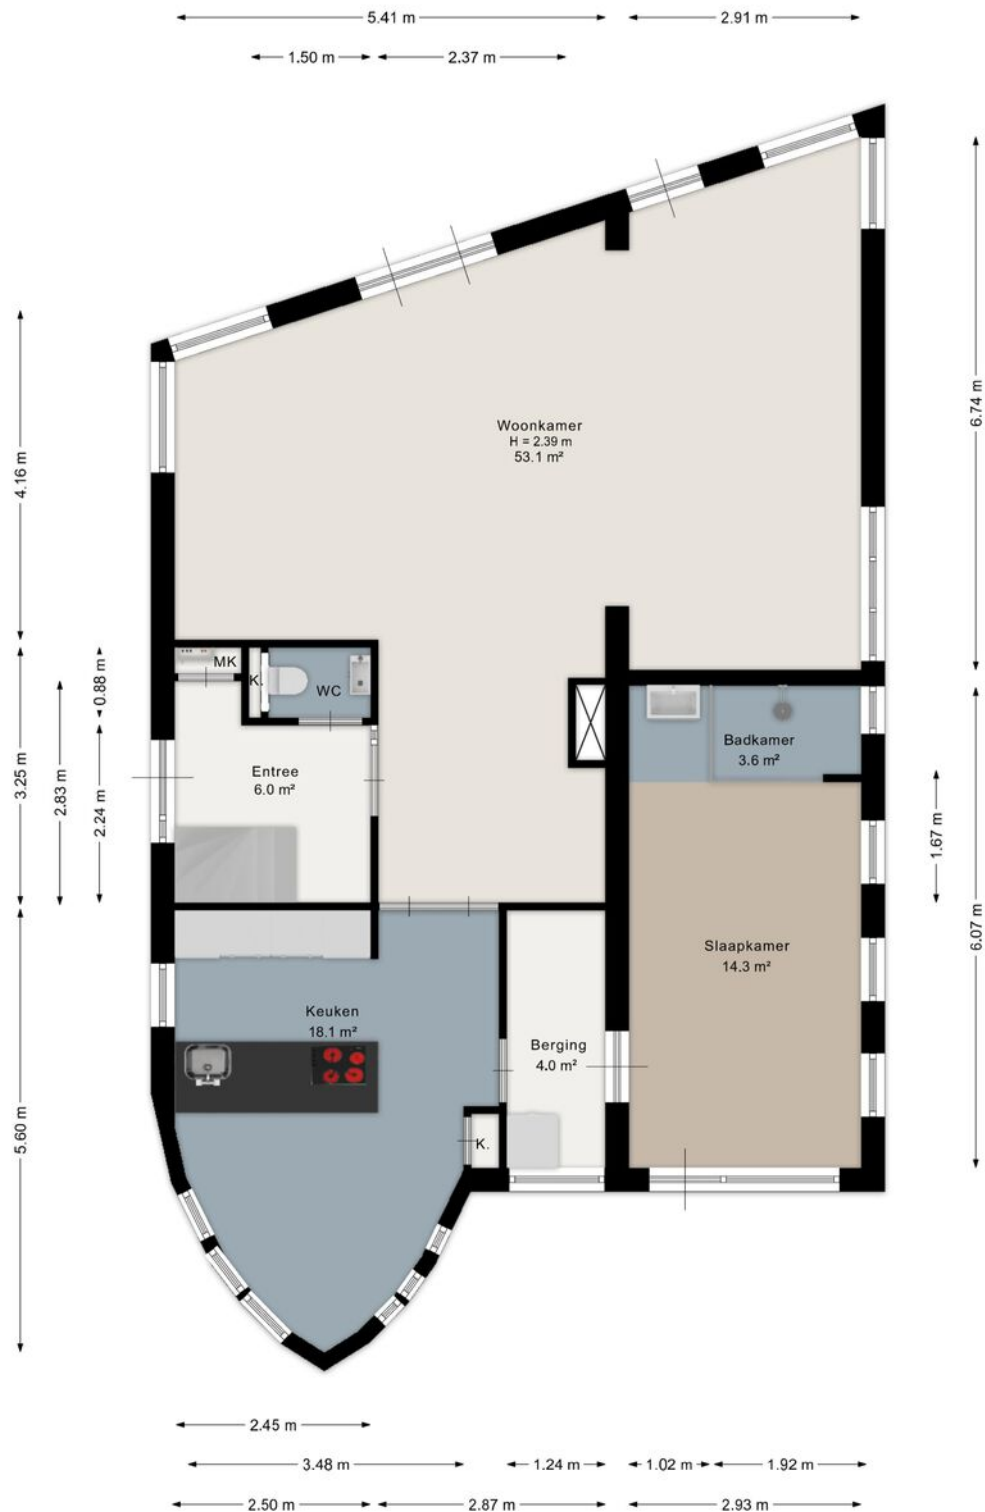 5.41 m
2.91 m
1.50 m
2.37 m
Woonkamer
H = 2.39 m
53.1 m²
4.16 m
6.74 m
MK
K.
WC
0.88 m
Badkamer
3.6 m²
Entree
6.0 m²
3.25 m
2.83 m
2.24 m
1.67 m
Slaapkamer
14.3 m²
6.07 m
Keuken
18.1 m²
Berging
4.0 m²
K.
5.60 m
2.45 m
3.48 m
1.24 m
1.02 m
1.92 m
2.50 m
2.87 m
2.93 m